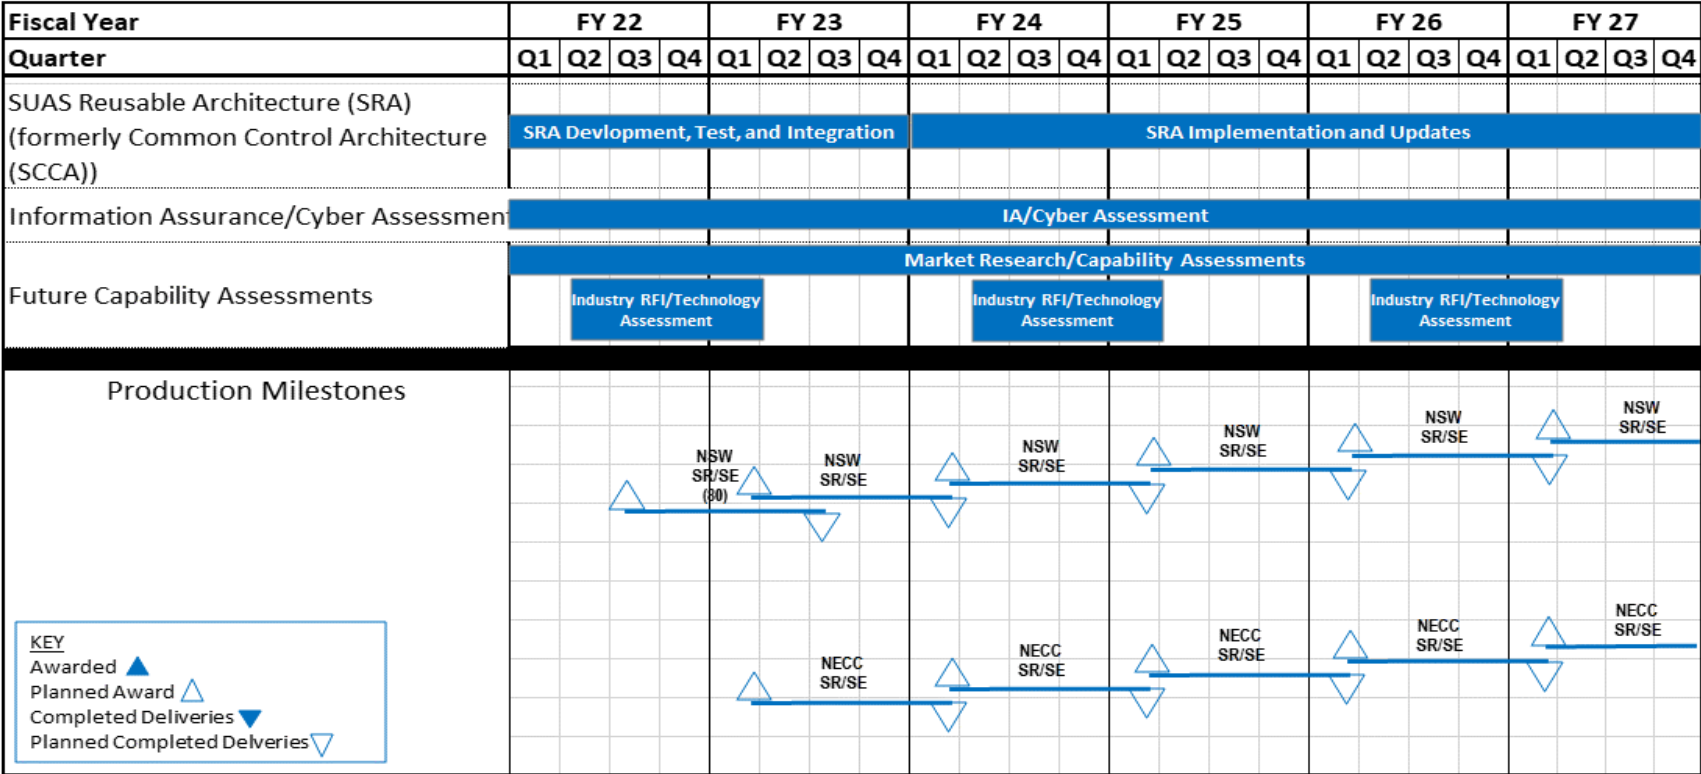 Fiscal Year FY 22 FY 23 FY 24 FY 25 FY 26 FY 27
Quarter Q1 Q2 Q3 Q4 Q1 Q2 Q3 Q4 Q1 Q2 Q3 Q4 Q1 Q2 Q3 Q4 Q1 Q2 Q3 Q4 Q1 Q2 Q3 Q4
SUAS Reusable Architecture (SRA)
(formerly Common Control Architecture
(SCCA))
SRA Devlopment, Test, and Integration
SRA Implementation and Updates
Information Assurance/Cyber Assessmen
IA/Cyber Assessment
Future Capability Assessments
Market Research/Capability Assessments
Industry RFI/Technology
Assessment
Industry RFI/Technology
Assessment
Industry RFI/Technology
Assessment
Production Milestones
NSW
SR/SE
(80)
NSW
SR/SE
NSW
SR/SE
NSW
SR/SE
NSW
SR/SE
NSW
SR/SE
NECC
SR/SE
NECC
SR/SE
NECC
SR/SE
NECC
SR/SE
NECC
SR/SE
KEY
Awarded
Planned Award
Completed Deliveries
Planned Completed Delveries